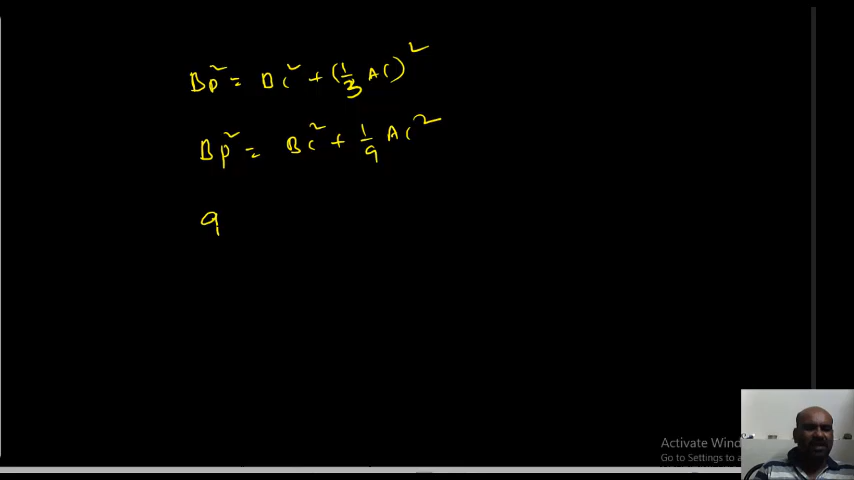 Bp² = BC² + (1/3 AC)²
Bp² = BC² + 1/9 AC²
9
Activate Wind
Go to Settings to a